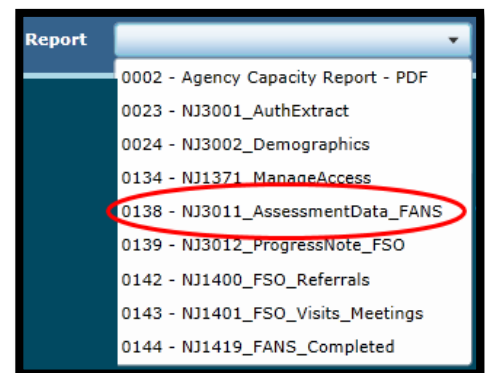 Report
0002 - Agency Capacity Report - PDF
0023 - NJ3001_AuthExtract
0024 - NJ3002_Demographics
0134 - NJ1371_ManageAccess
0138 - NJ3011_AssessmentData_FANS
0139 - NJ3012_ProgressNote_FSO
0142 - NJ1400_FSO_Referrals
0143 - NJ1401_FSO_Visits_Meetings
0144 - NJ1419_FANS_Completed